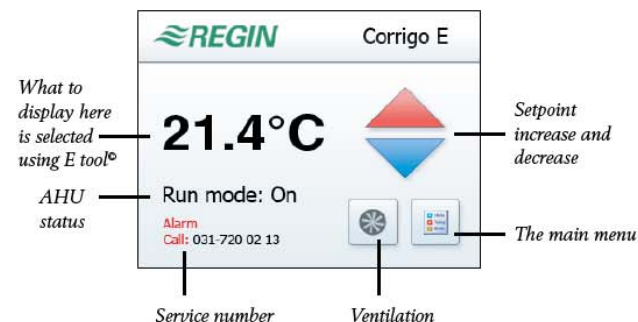 REGIN
Corrigo E
What to
display here
is selected
using E tool©
21.4°C
Setpoint
increase and
decrease
AHU
status
Run mode: On
Alarm
Call: 031-720 02 13
The main menu
Service number
Ventilation